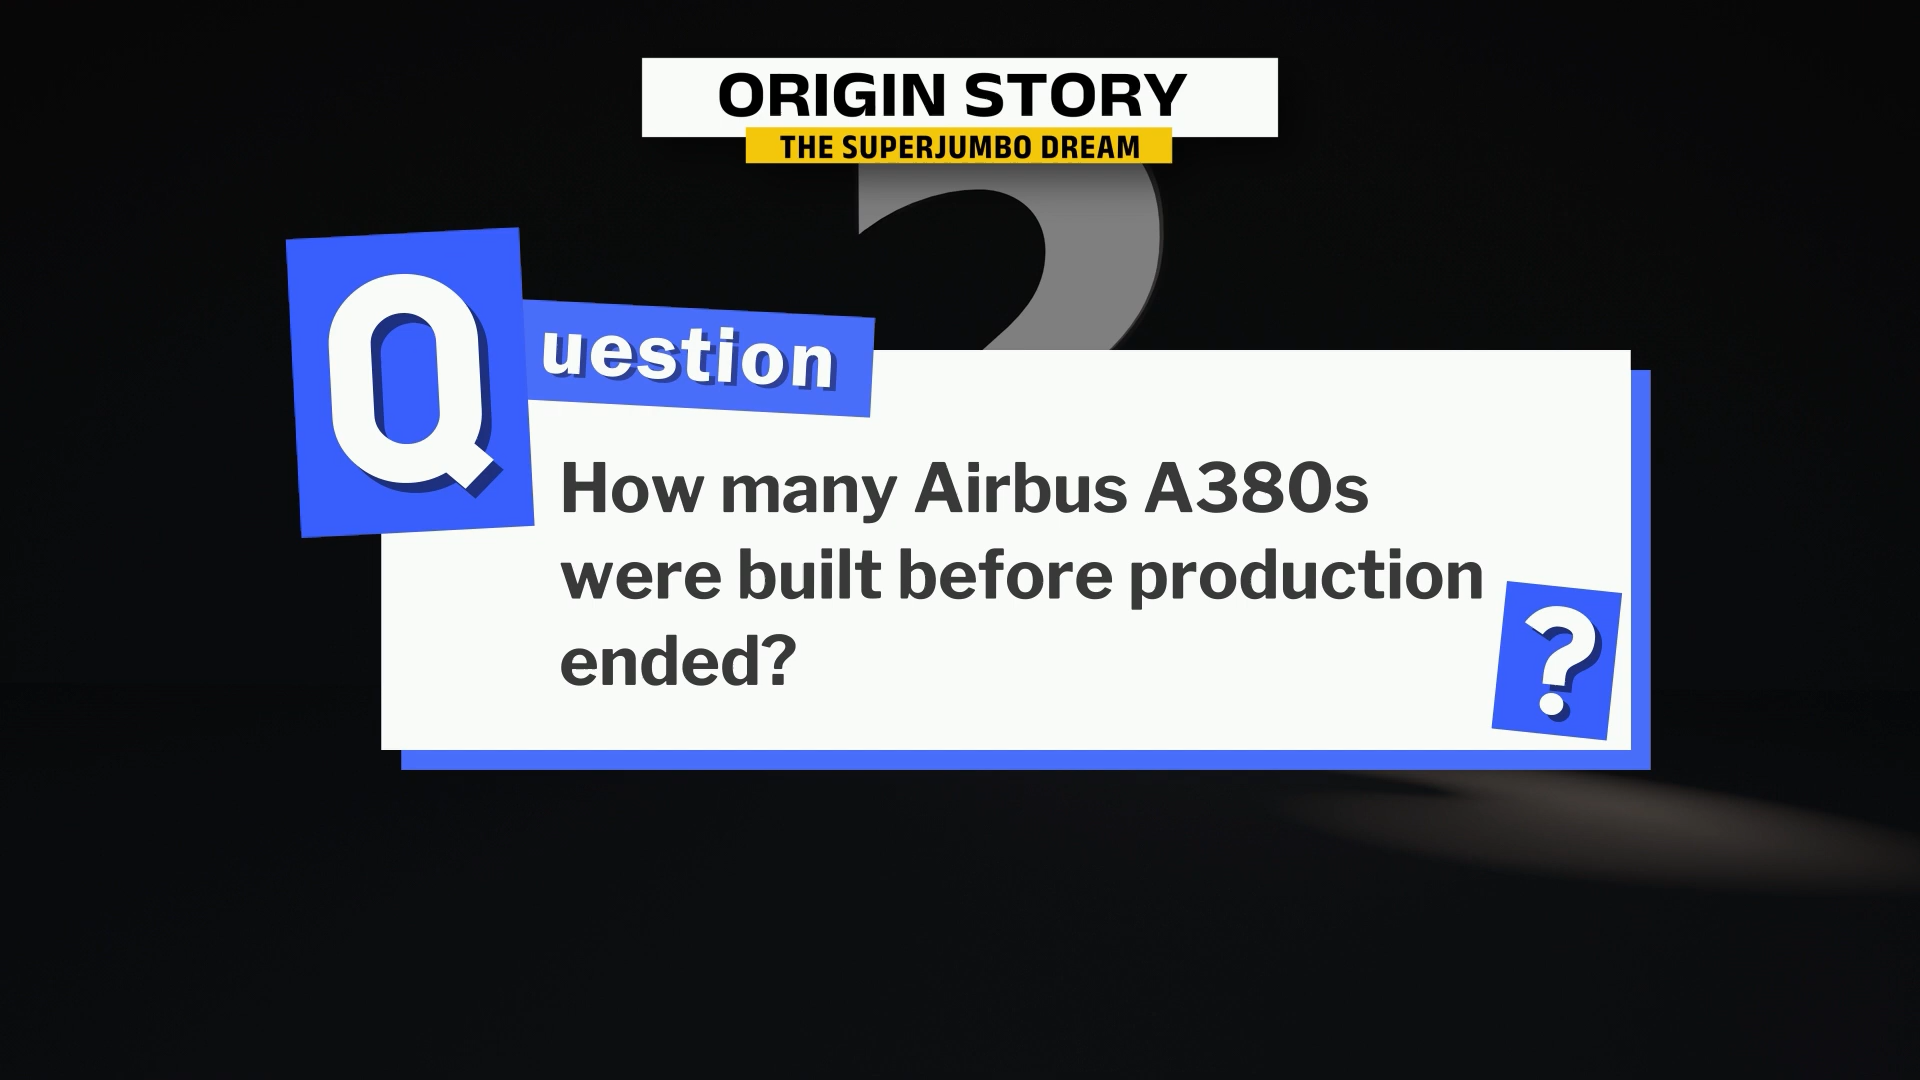 ORIGIN STORY
THE SUPERJUMBO DREAM
Question
How many Airbus A380s
were built before production
ended?
?